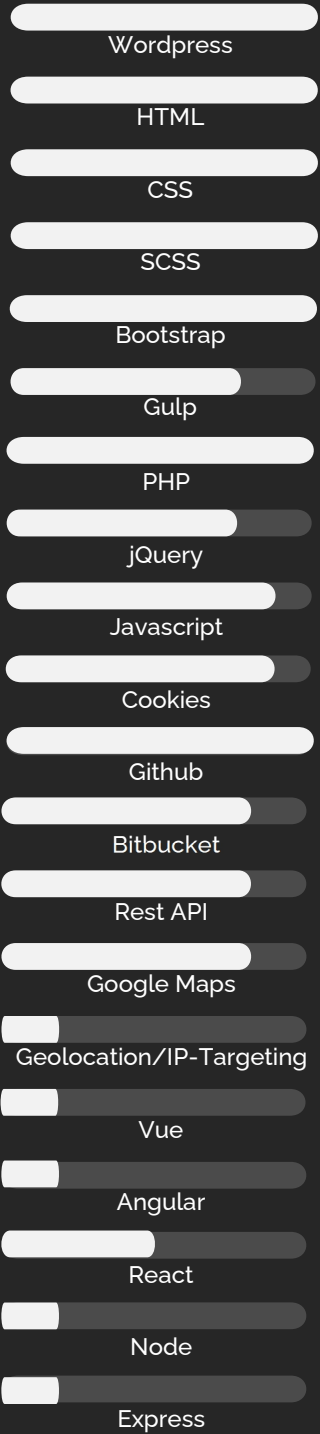 Wordpress
HTML
CSS
SCSS
Bootstrap
Gulp
PHP
jQuery
Javascript
Cookies
Github
Bitbucket
Rest API
Google Maps
Geolocation/IP-Targeting
Vue
Angular
React
Node
Express